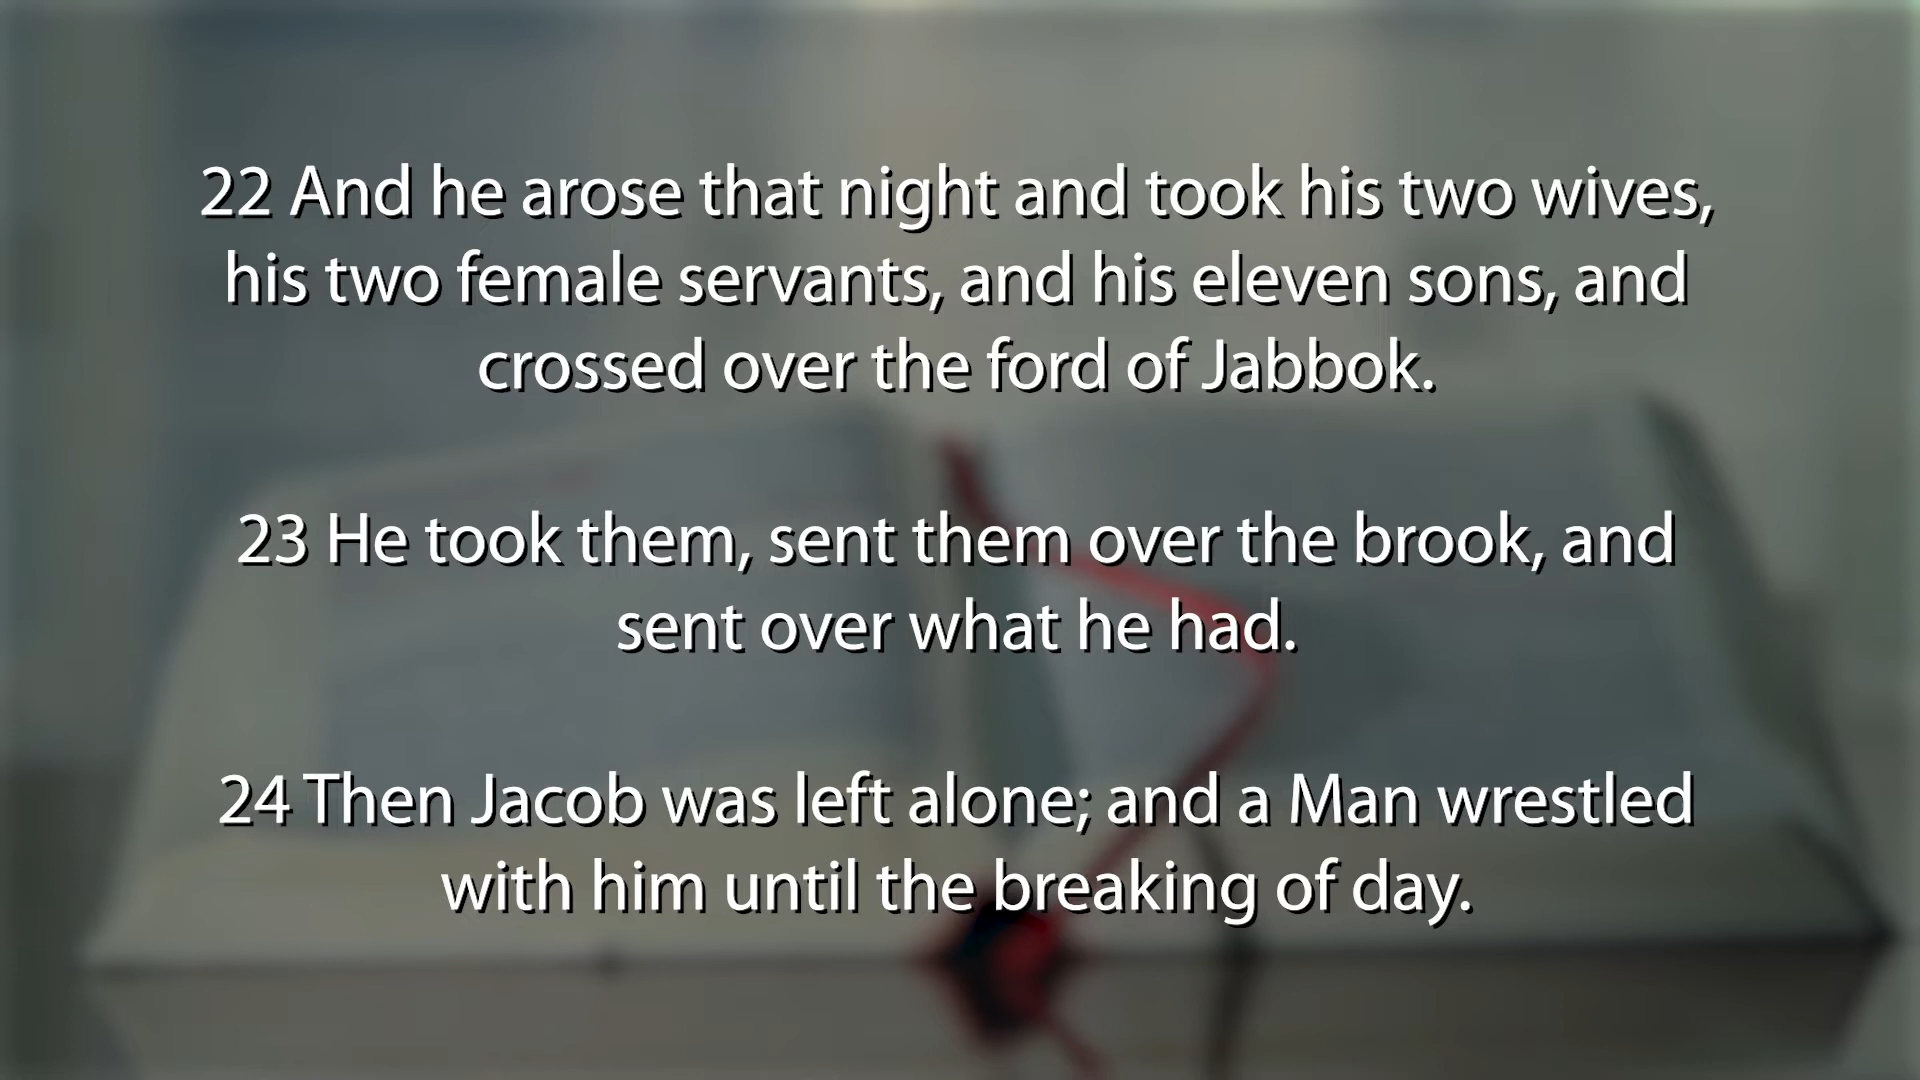 22 And he arose that night and took his two wives,
his two female servants, and his eleven sons, and
crossed over the ford of Jabbok.
23 He took them, sent them over the brook, and
sent over what he had.
24 Then Jacob was left alone; and a Man wrestled
with him until the breaking of day.